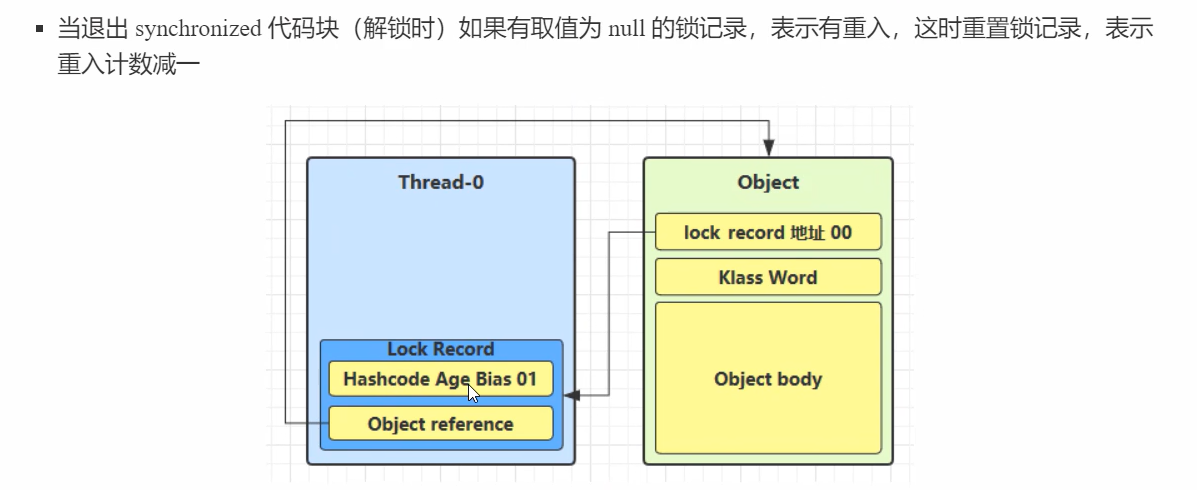 ▪ 当退出 synchronized 代码块（解锁时）如果有取值为 null 的锁记录，表示有重入，这时重置锁记录，表示
重入计数减一
Thread-0
Object
lock record 地址 00
Klass Word
Lock Record
Hashcode Age Bias 01
Object body
Object reference